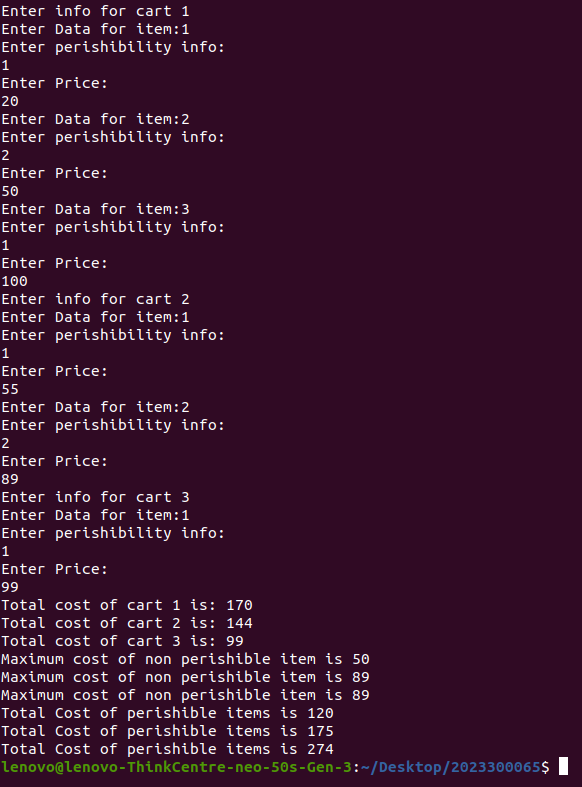 Enter info for cart 1
Enter Data for item:1
Enter perishibility info:
1
Enter Price:
20
Enter Data for item:2
Enter perishibility info:
2
Enter Price:
50
Enter Data for item:3
Enter perishibility info:
1
Enter Price:
100
Enter info for cart 2
Enter Data for item:1
Enter perishibility info:
1
Enter Price:
55
Enter Data for item:2
Enter perishibility info:
2
Enter Price:
89
Enter info for cart 3
Enter Data for item:1
Enter perishibility info:
1
Enter Price:
99
Total cost of cart 1 is: 170
Total cost of cart 2 is: 144
Total cost of cart 3 is: 99
Maximum cost of non perishible item is 50
Maximum cost of non perishible item is 89
Maximum cost of non perishible item is 89
Total Cost of perishible items is 120
Total Cost of perishible items is 175
Total Cost of perishible items is 274
lenovo@lenovo-ThinkCentre-neo-50s-Gen-3:~/Desktop/2023300065$